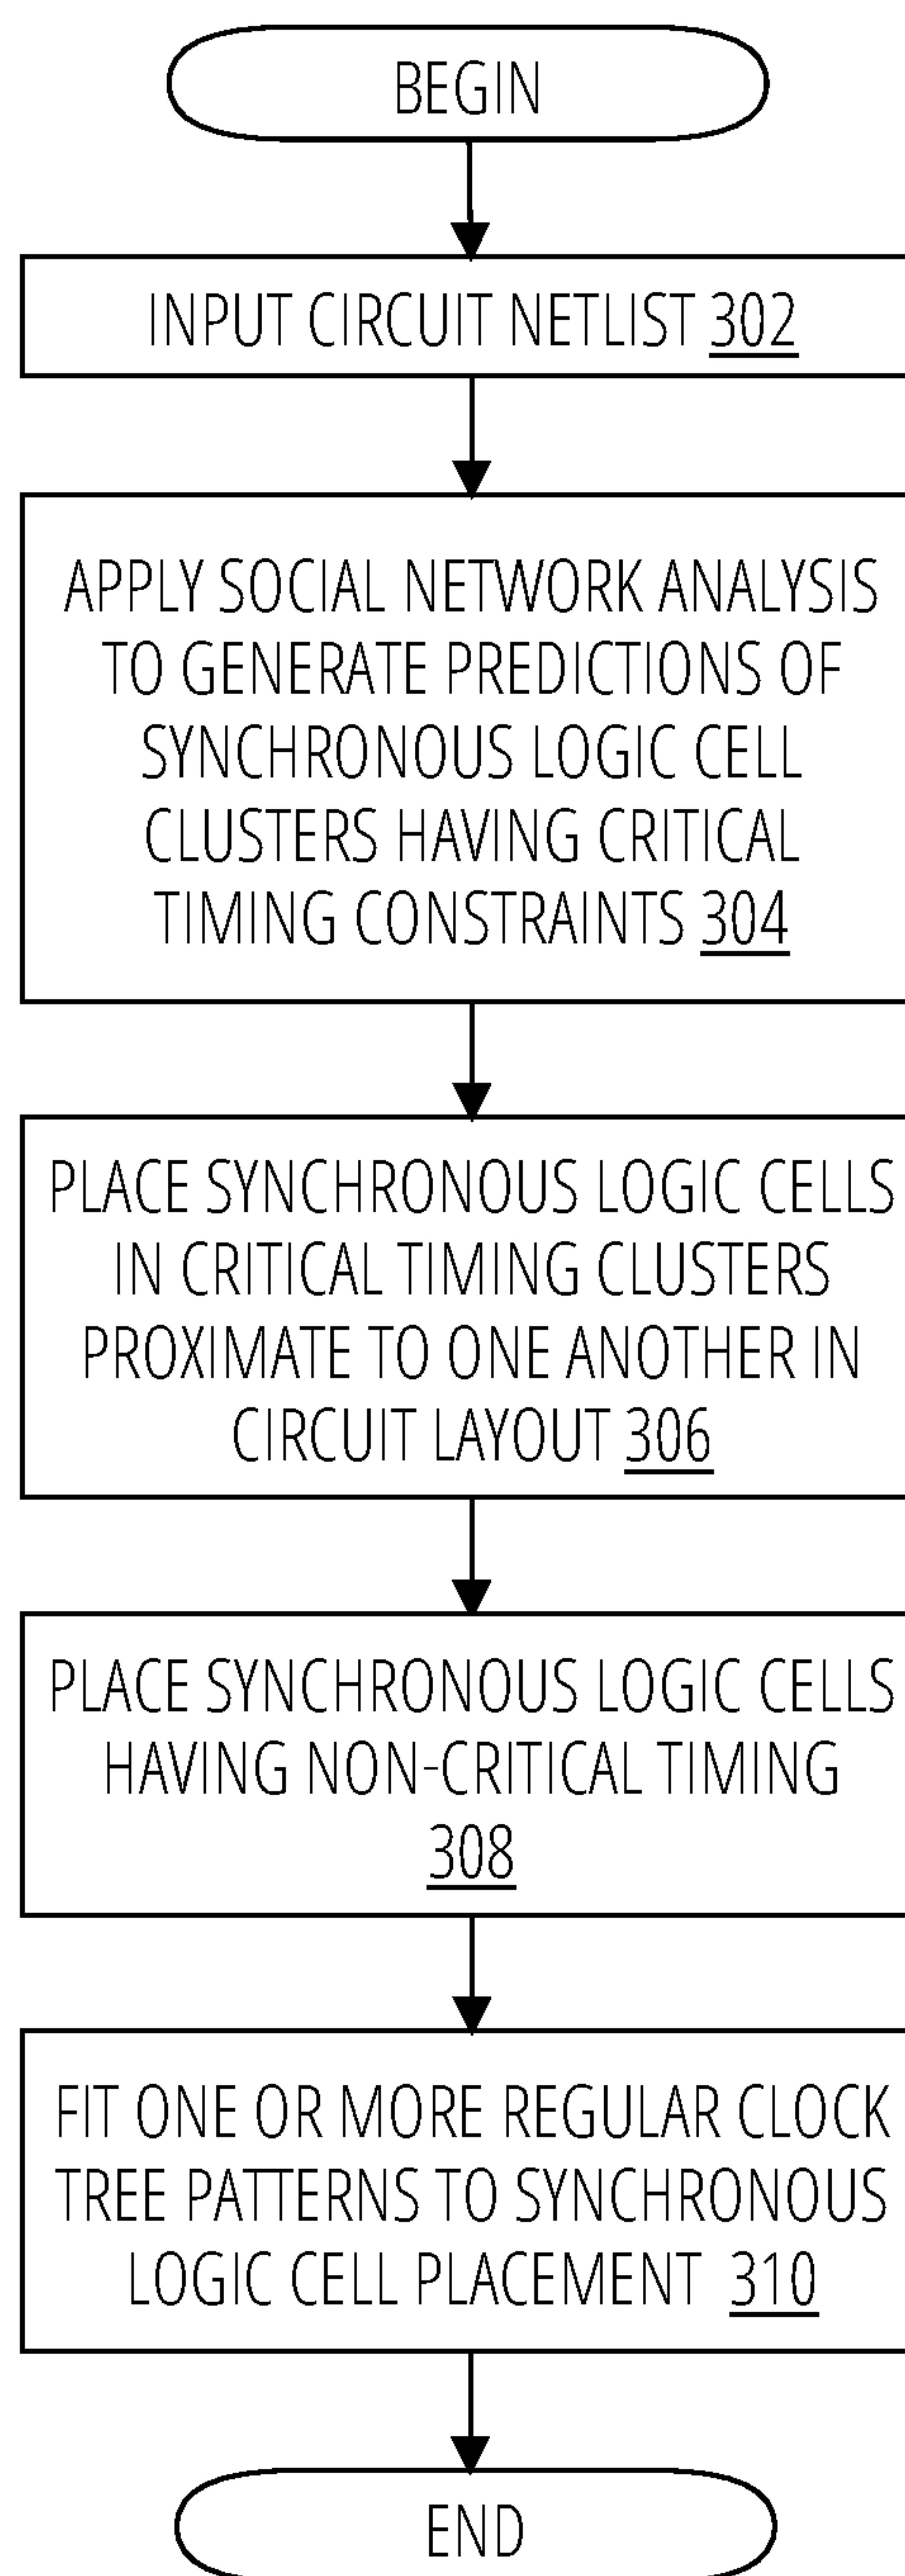 BEGIN
INPUT CIRCUIT NETLIST 302
APPLY SOCIAL NETWORK ANALYSIS
TO GENERATE PREDICTIONS OF
SYNCHRONOUS LOGIC CELL
CLUSTERS HAVING CRITICAL
TIMING CONSTRAINTS 304
PLACE SYNCHRONOUS LOGIC CELLS
IN CRITICAL TIMING CLUSTERS
PROXIMATE TO ONE ANOTHER IN
CIRCUIT LAYOUT 306
PLACE SYNCHRONOUS LOGIC CELLS
HAVING NON-CRITICAL TIMING
308
FIT ONE OR MORE REGULAR CLOCK
TREE PATTERNS TO SYNCHRONOUS
LOGIC CELL PLACEMENT 310
END